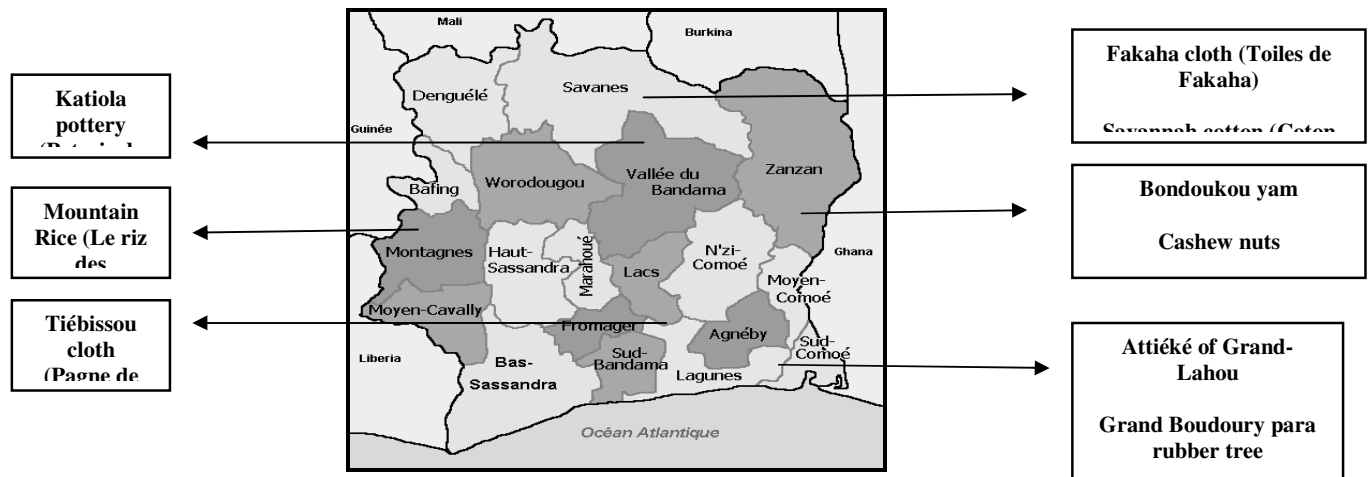 Katiola
pottery
Mountain
Rice (Le riz
des
Tiébissou
cloth
(Pagne de
Mali
Burkina
Denguélé
Savanes
Guinée
Zanzan
Vallée du
Bandama
Worodougou
Bafing
Ghana
Montagnes
Haut-
Sassandra
Marahoué
N'zi-
Comoé
Lacs
Moyen-
Comoé
Moyen-Cavally
Fromager
Agnéby
Sud-
Comoé
Liberia
Bas-
Sassandra
Sud-
Bandama
Lagunes
Océan Atlantique
Fakaha cloth (Toiles de
Fakaha)
Savannah cotton (Coton
Bondoukou yam
Cashew nuts
Attiéké of Grand-
Lahou
Grand Boudoury para
rubber tree